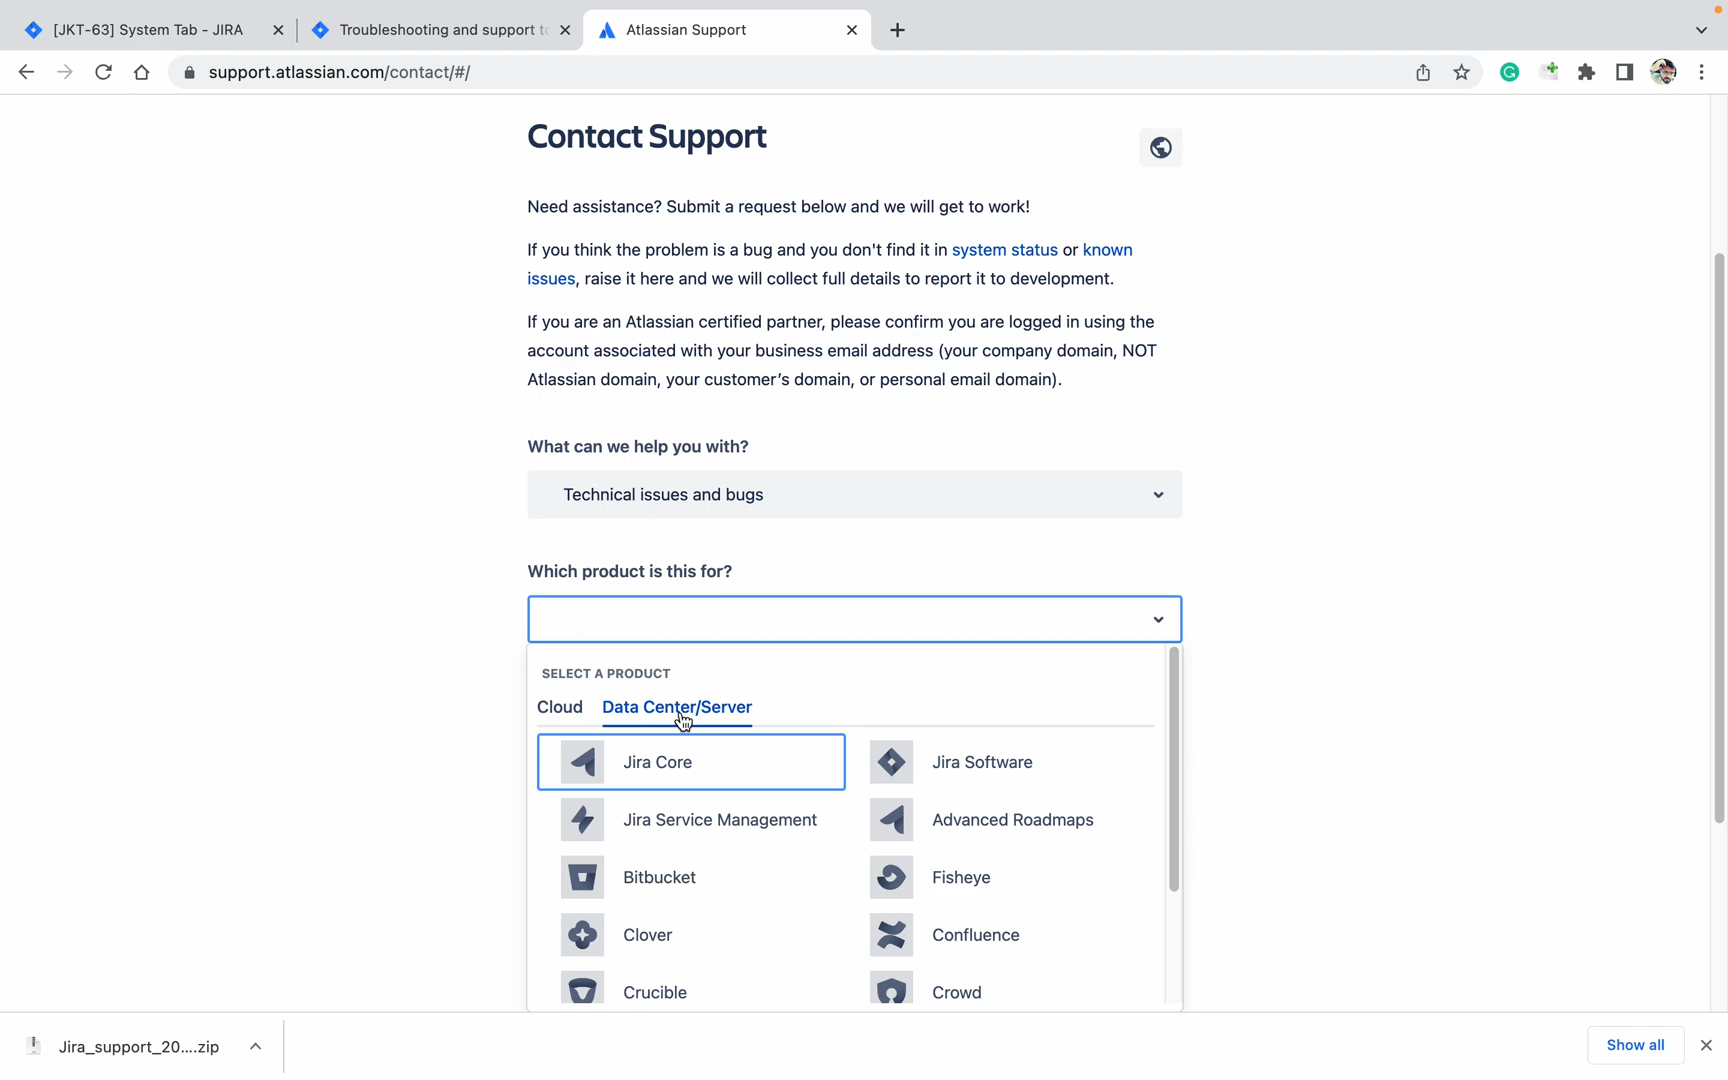 [JKT-63] System Tab - JIRA
Troubleshooting and support to
Atlassian Support
support.atlassian.com/contact/#/
Contact Support
Need assistance? Submit a request below and we will get to work!
If you think the problem is a bug and you don't find it in system status or known
issues, raise it here and we will collect full details to report it to development.
If you are an Atlassian certified partner, please confirm you are logged in using the
account associated with your business email address (your company domain, NOT
Atlassian domain, your customer's domain, or personal email domain).
What can we help you with?
Technical issues and bugs
Which product is this for?
SELECT A PRODUCT
Cloud Data Center/Server
Jira Core Jira Software
Jira Service Management Advanced Roadmaps
Bitbucket Fisheye
Clover Confluence
Crucible Crowd
Jira_support_20....zip
Show all